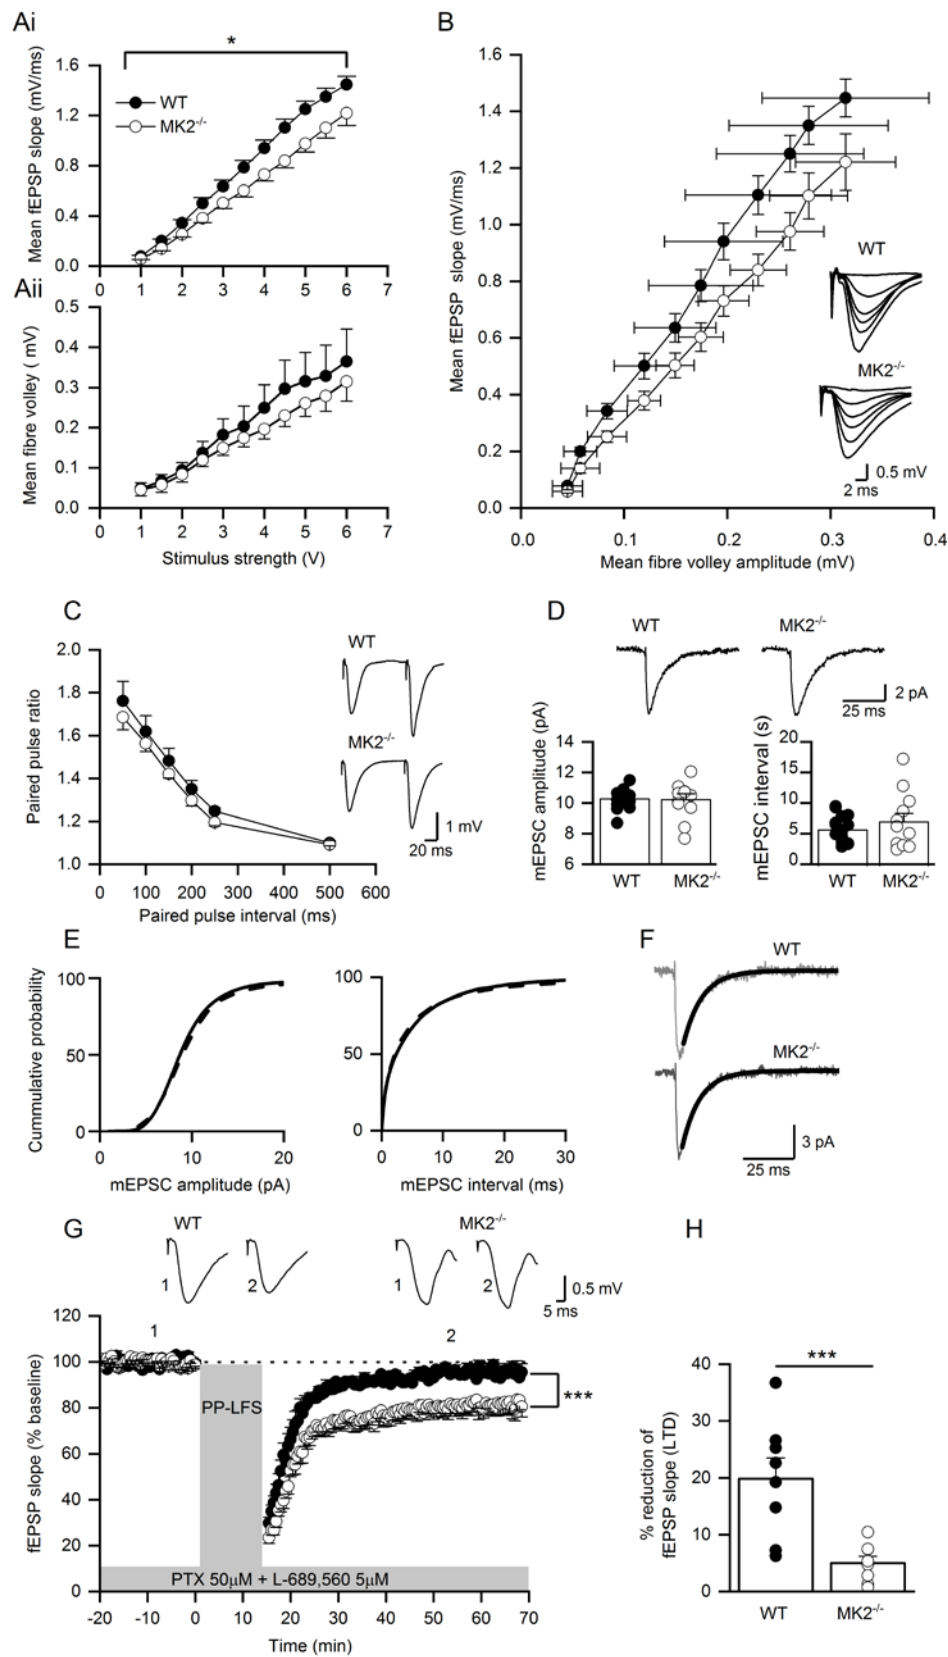 Ai
*
Mean fEPSP slope (mV/ms)
1.6
1.2
0.8
0.4
0.0
WT
MK2-/-
0 1 2 3 4 5 6 7
Aii
Mean fibre volley ( mV)
0.5
0.4
0.3
0.2
0.1
0.0
0 1 2 3 4 5 6 7
Stimulus strength (V)
B
Mean fEPSP slope (mV/ms)
1.6
1.4
1.2
1.0
0.8
0.6
0.4
0.2
0.0
0.0 0.1 0.2 0.3 0.4
Mean fibre volley amplitude (mV)
WT
MK2-/-
0.5 mV
2 ms
C
Paired pulse ratio
2.0
1.8
1.6
1.4
1.2
1.0
0 100 200 300 400 500 600
Paired pulse interval (ms)
WT
MK2-/-
1 mV
20 ms
D
WT MK2-/-
2 pA
25 ms
mEPSC amplitude (pA)
14
12
10
8
6
WT MK2-/-
mEPSC interval (s)
20
15
10
5
0
WT MK2-/-
E
Cummulative probability
100
50
0
0 10 20
mEPSC amplitude (pA)
100
50
0
0 10 20 30
mEPSC interval (ms)
F
WT
MK2-/-
3 pA
25 ms
G
WT MK2-/-
1 2 1 2
0.5 mV
5 ms
fEPSP slope (% baseline)
120
100
80
60
40
20
0
1 2
PP-LFS
***
PTX 50µM + L-689,560 5µM
-20 -10 0 10 20 30 40 50 60 70
Time (min)
H
% reduction of
fEPSP slope (LTD)
40
30
20
10
0
***
WT MK2-/-